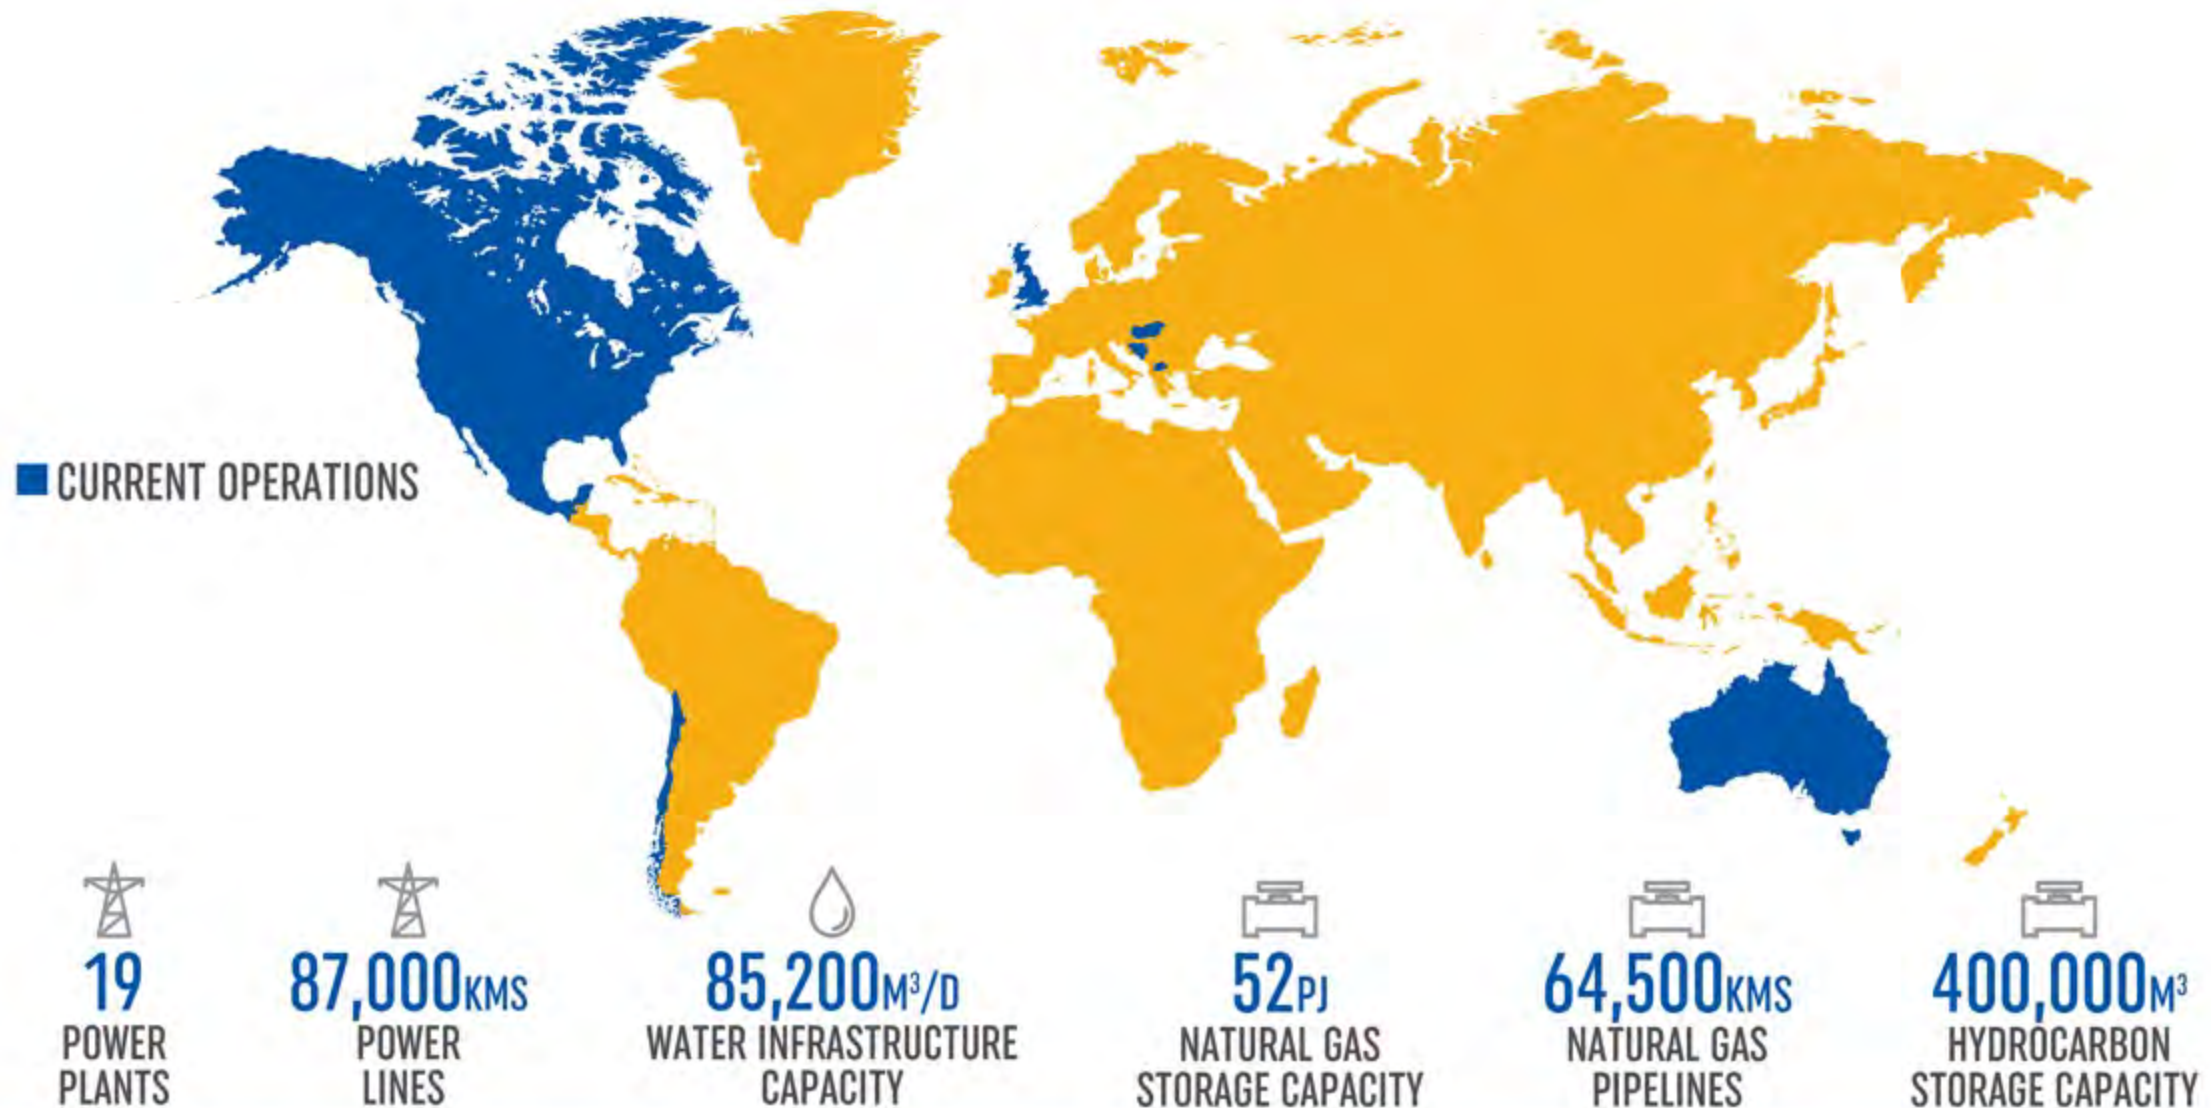 CURRENT OPERATIONS
19
POWER
PLANTS
87,000KMS
POWER
LINES
85,200M³/D
WATER INFRASTRUCTURE
CAPACITY
52PJ
NATURAL GAS
STORAGE CAPACITY
64,500KMS
NATURAL GAS
PIPELINES
400,000M³
HYDROCARBON
STORAGE CAPACITY